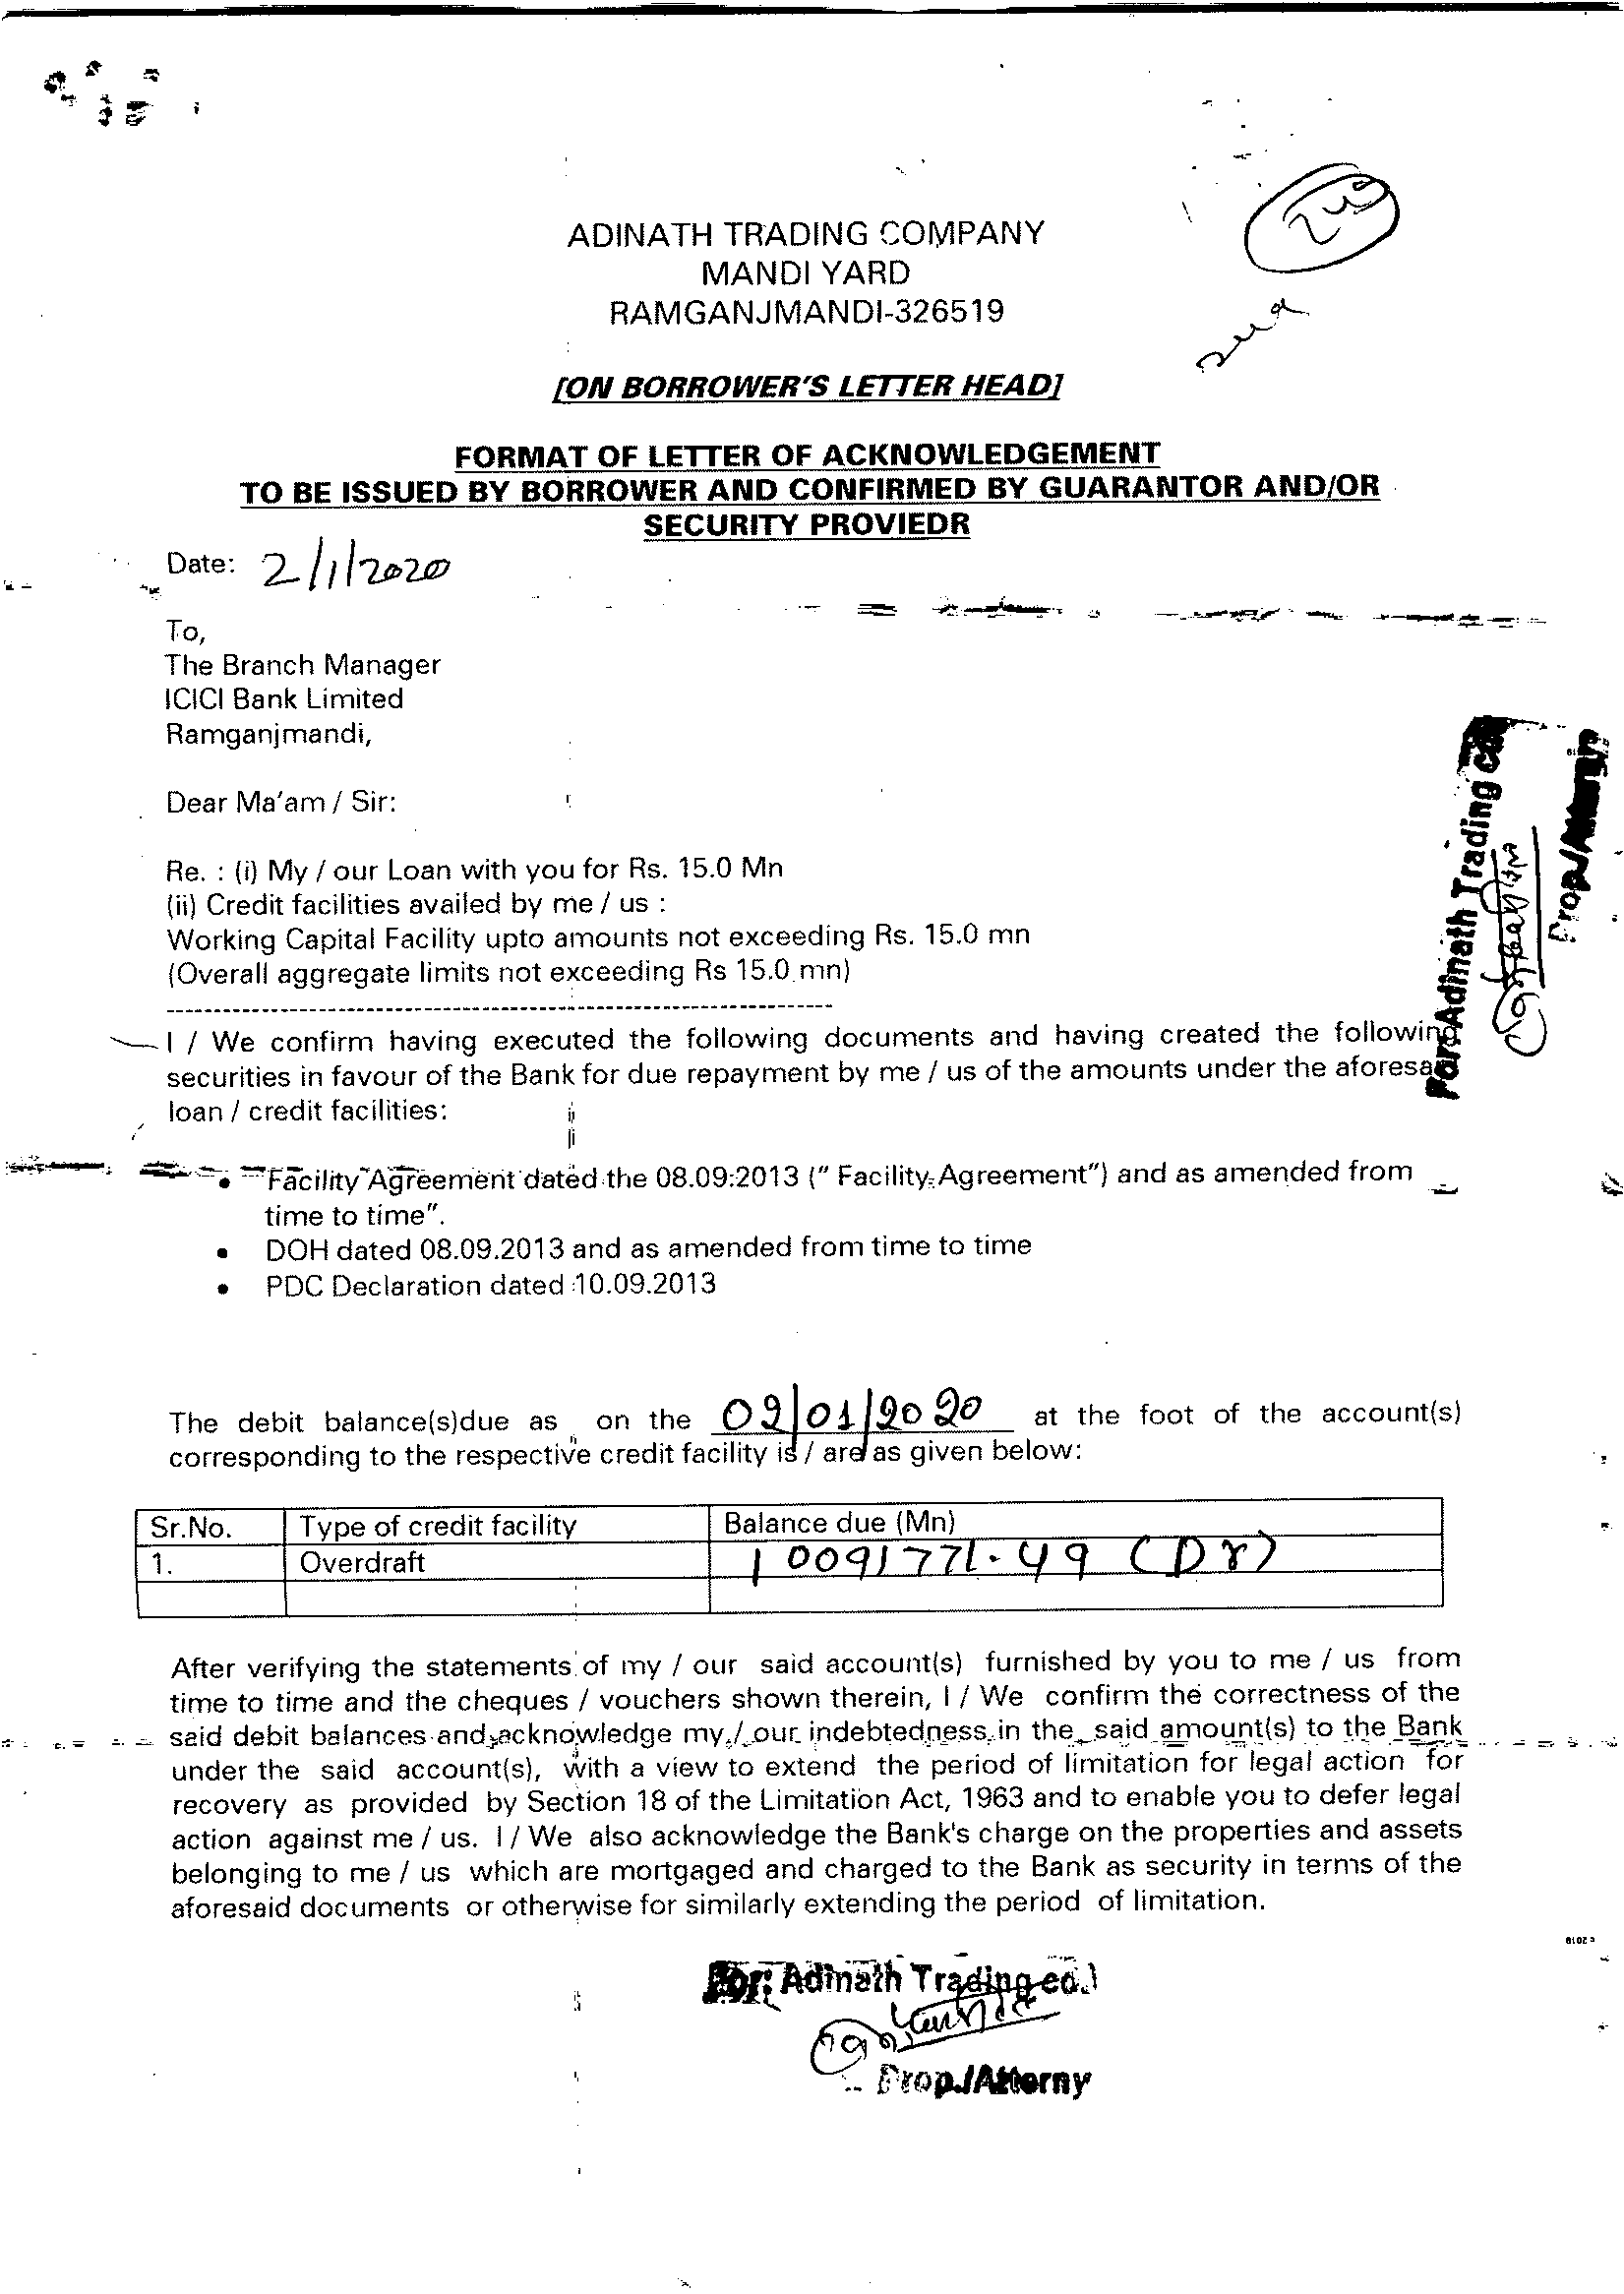 ADINATH TRADING COMPANY
MANDI YARD
RAMGANJMANDI-326519
[ON BORROWER'S LETTER HEAD]
FORMAT OF LETTER OF ACKNOWLEDGEMENT
TO BE ISSUED BY BORROWER AND CONFIRMED BY GUARANTOR AND/OR
SECURITY PROVIEDR
Date: 2/1/2020
To,
The Branch Manager
ICICI Bank Limited
Ramganjmandi,
Dear Ma'am / Sir:
Re. : (i) My / our Loan with you for Rs. 15.0 Mn
(ii) Credit facilities availed by me / us :
Working Capital Facility upto amounts not exceeding Rs. 15.0 mn
(Overall aggregate limits not exceeding Rs 15.0 mn)
I / We confirm having executed the following documents and having created the following
securities in favour of the Bank for due repayment by me / us of the amounts under the aforesa
loan / credit facilities:
• Facility Agreement dated the 08.09.2013 (" Facility Agreement") and as amended from
time to time".
• DOH dated 08.09.2013 and as amended from time to time
• PDC Declaration dated 10.09.2013
The debit balance(s)due as on the 02/01/2020 at the foot of the account(s)
corresponding to the respective credit facility is / are as given below:
Sr.No. Type of credit facility Balance due (Mn)
1. Overdraft 10091771.49 (Dr)
After verifying the statements of my / our said account(s) furnished by you to me / us from
time to time and the cheques / vouchers shown therein, I / We confirm the correctness of the
said debit balances and acknowledge my / our indebtedness in the said amount(s) to the Bank
under the said account(s), with a view to extend the period of limitation for legal action for
recovery as provided by Section 18 of the Limitation Act, 1963 and to enable you to defer legal
action against me / us. I / We also acknowledge the Bank's charge on the properties and assets
belonging to me / us which are mortgaged and charged to the Bank as security in terms of the
aforesaid documents or otherwise for similarly extending the period of limitation.
For: Adinath Trading co.
Prop./Attorny
For: Adinath Trading co.
Prop./Attorny